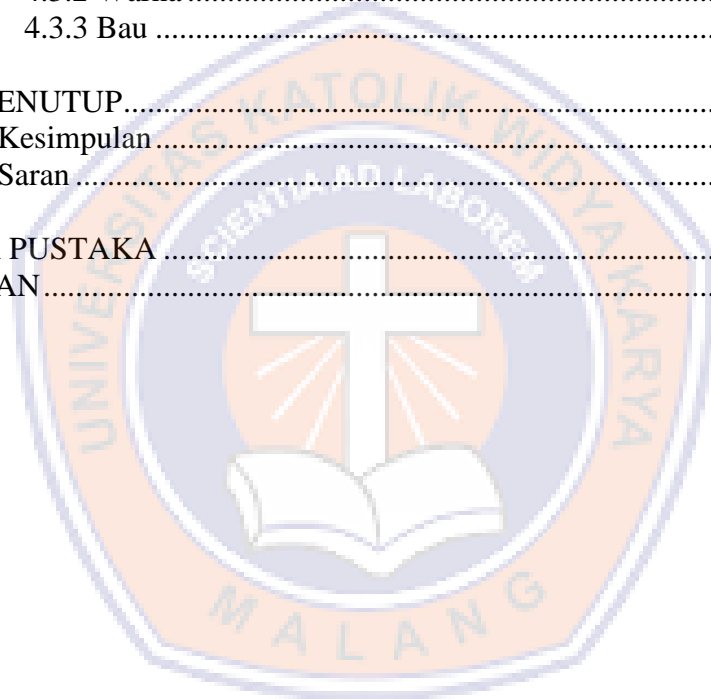 4.3.2 Warna ....................
4.3.3 Bau ....................
ENUTUP....................
Kesimpulan ....................
Saran ....................
PUSTAKA ....................
AN ....................
UNIVERSITAS KATOLIK WIDYA KARYA
SCIENTIA AD LABOREM
MALANG